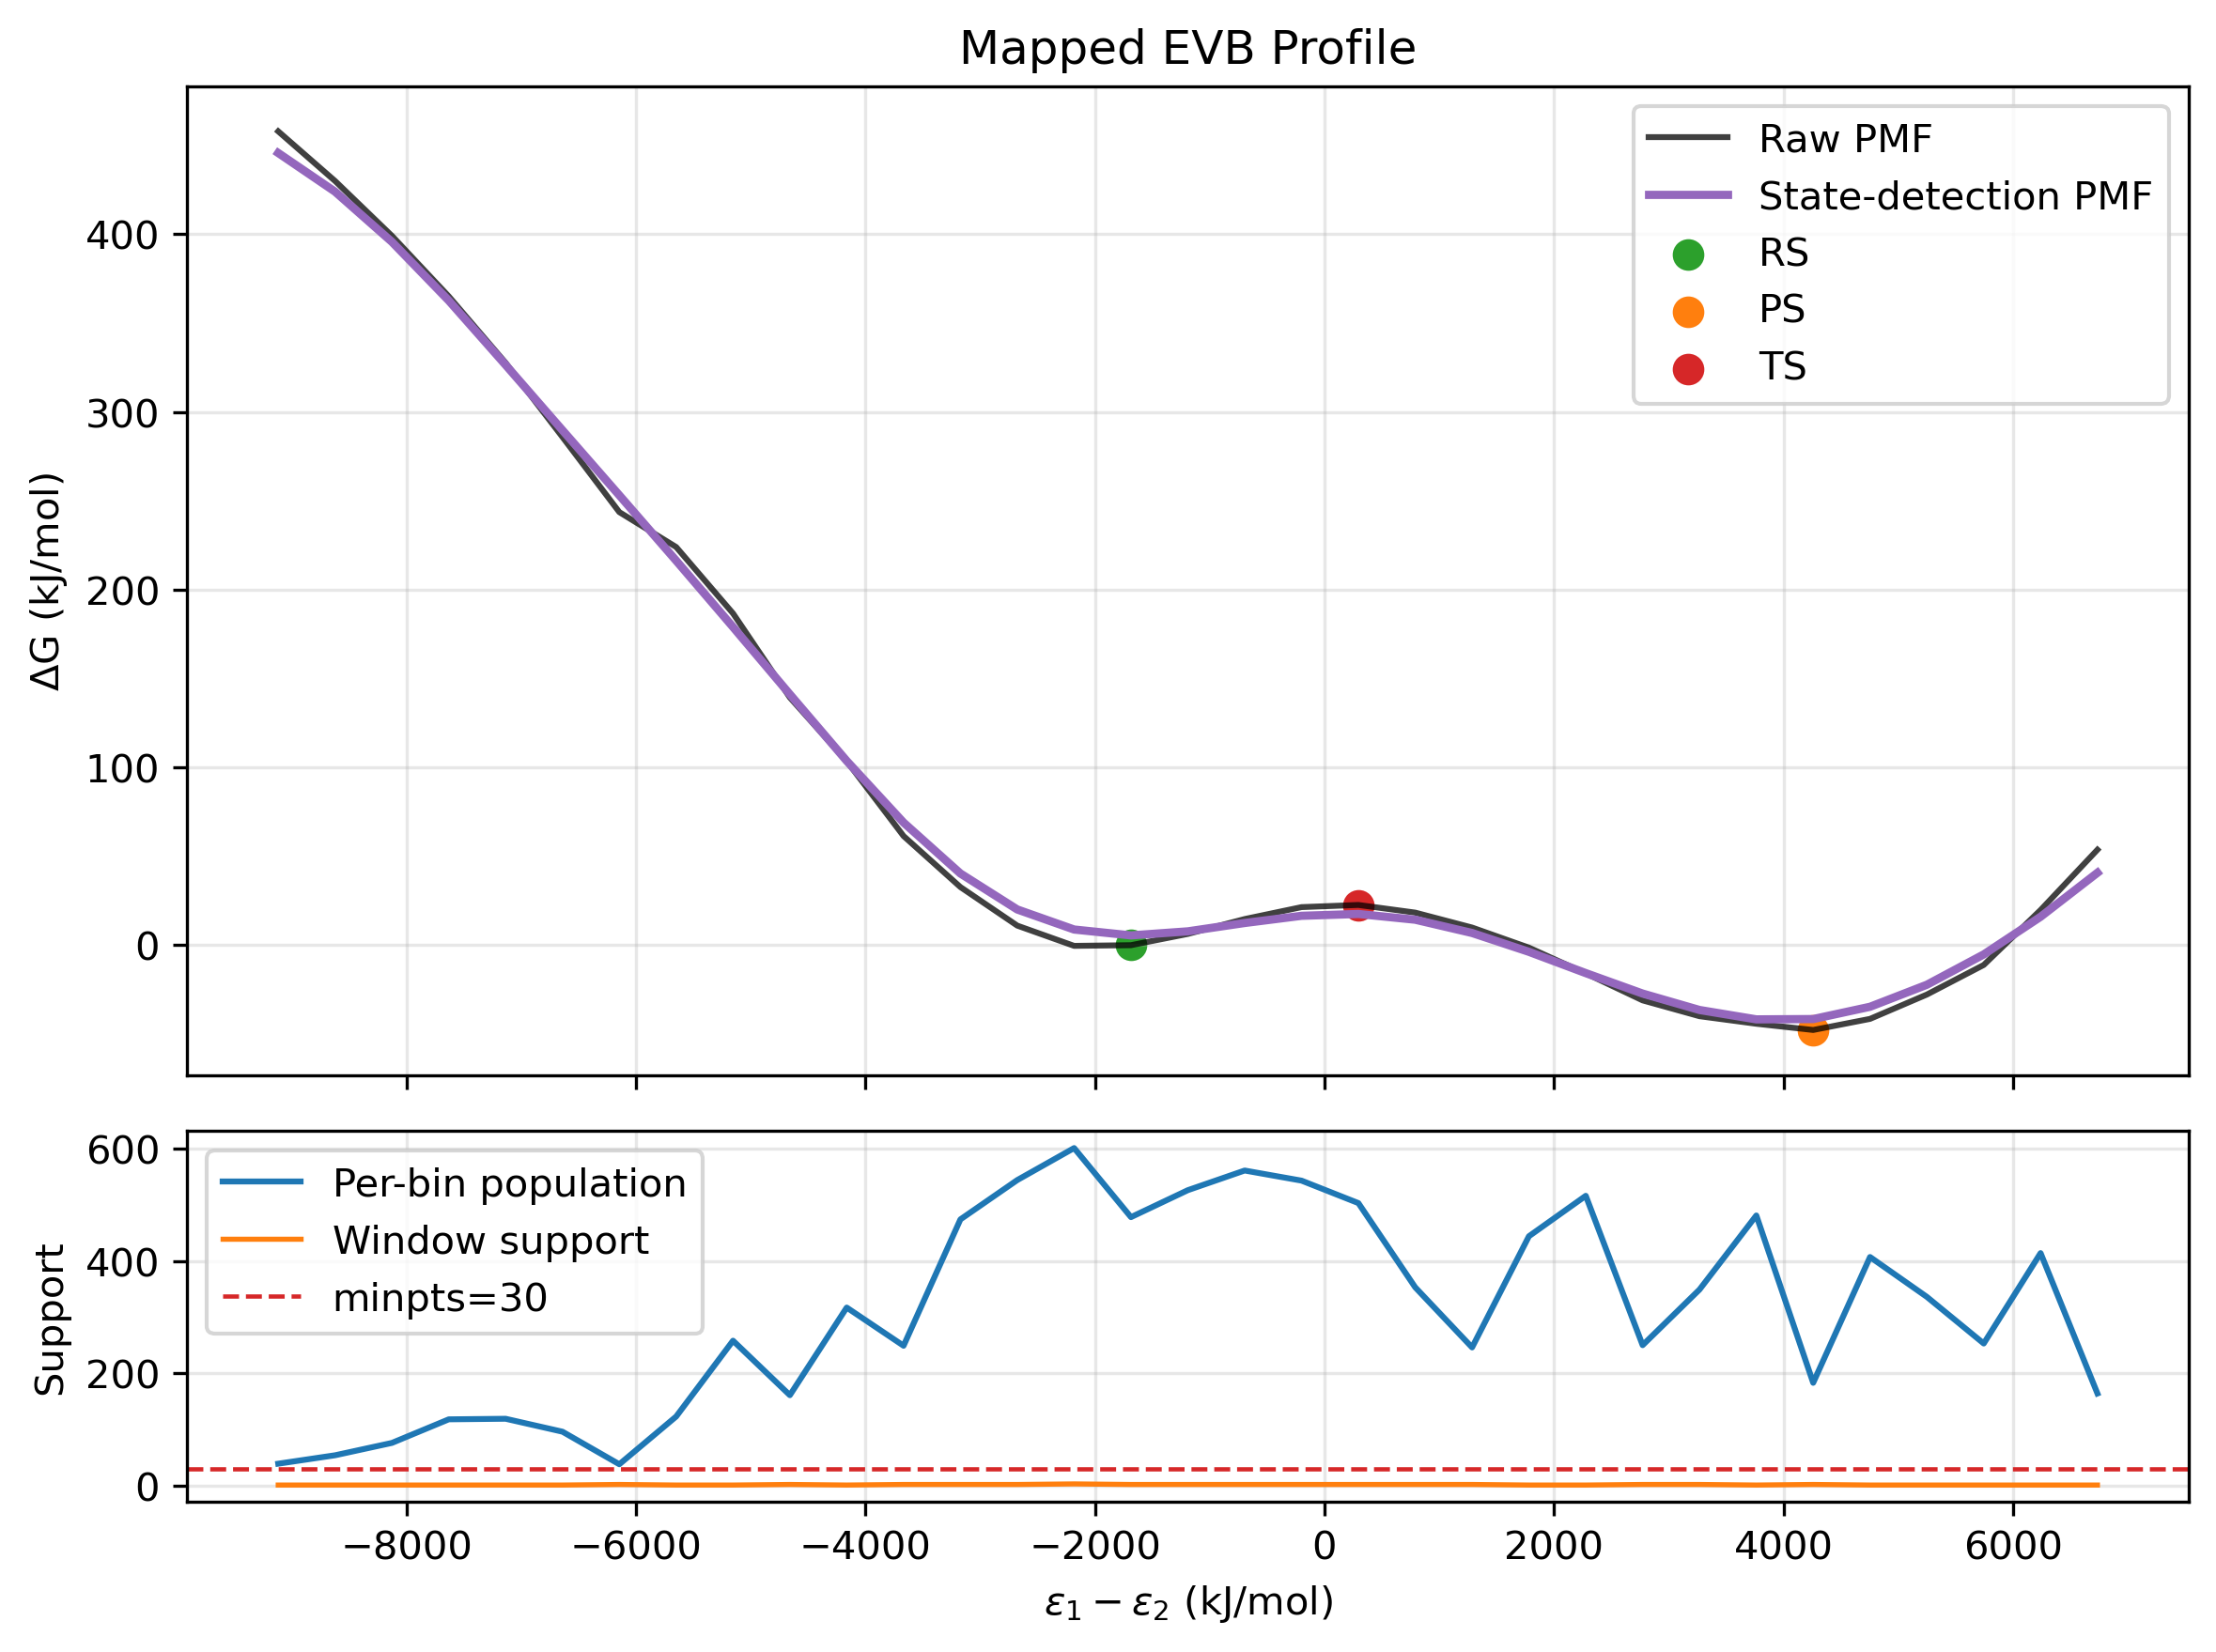 Mapped EVB Profile
ΔG (kJ/mol)
400
300
200
100
0
Raw PMF
State-detection PMF
RS
PS
TS
Support
600
400
200
0
Per-bin population
Window support
minpts=30
−8000 −6000 −4000 −2000 0 2000 4000 6000
ε₁ − ε₂ (kJ/mol)